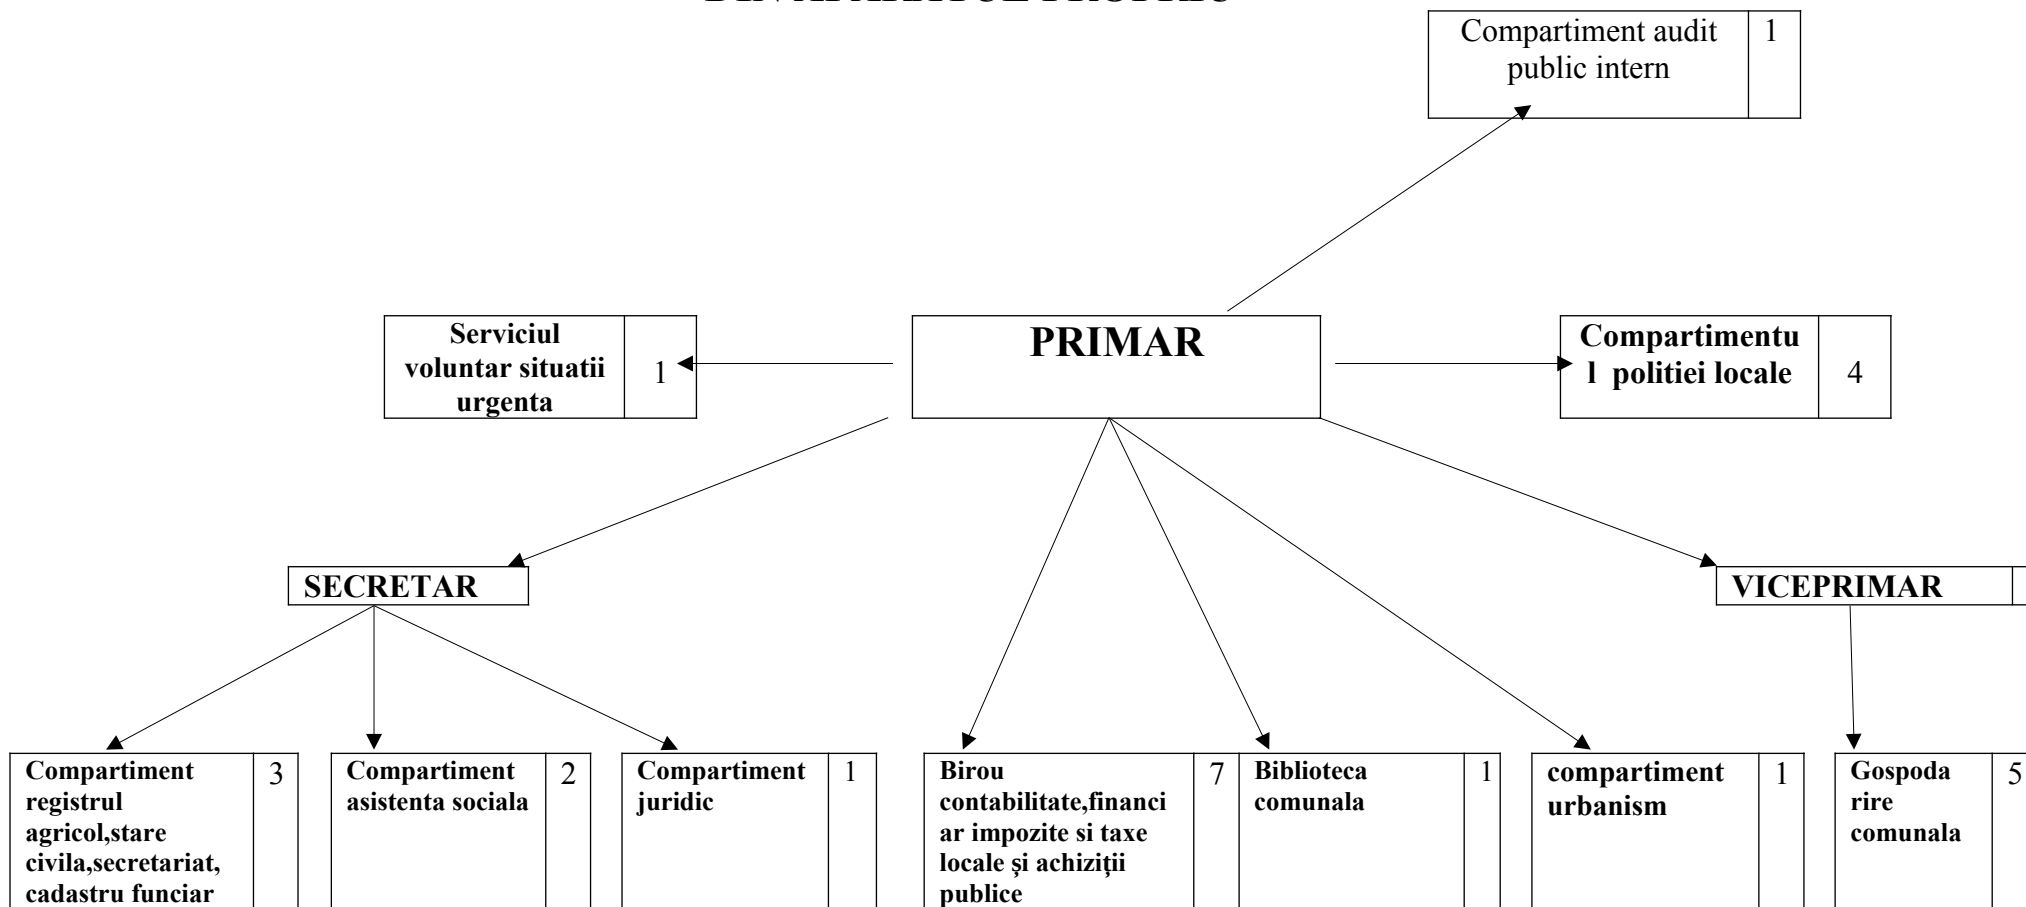 Compartiment audit
public intern
1
Serviciul
voluntar situatii
urgenta
1
PRIMAR
Compartimentu
l politiei locale
4
SECRETAR
VICEPRIMAR
Compartiment
registrul
agricol,stare
civila,secretariat,
cadastru funciar
3
Compartiment
asistenta sociala
2
Compartiment
juridic
1
Birou
contabilitate,financi
ar impozite si taxe
locale și achiziții
publice
7
Biblioteca
comunala
1
compartiment
urbanism
1
Gospoda
rire
comunala
5